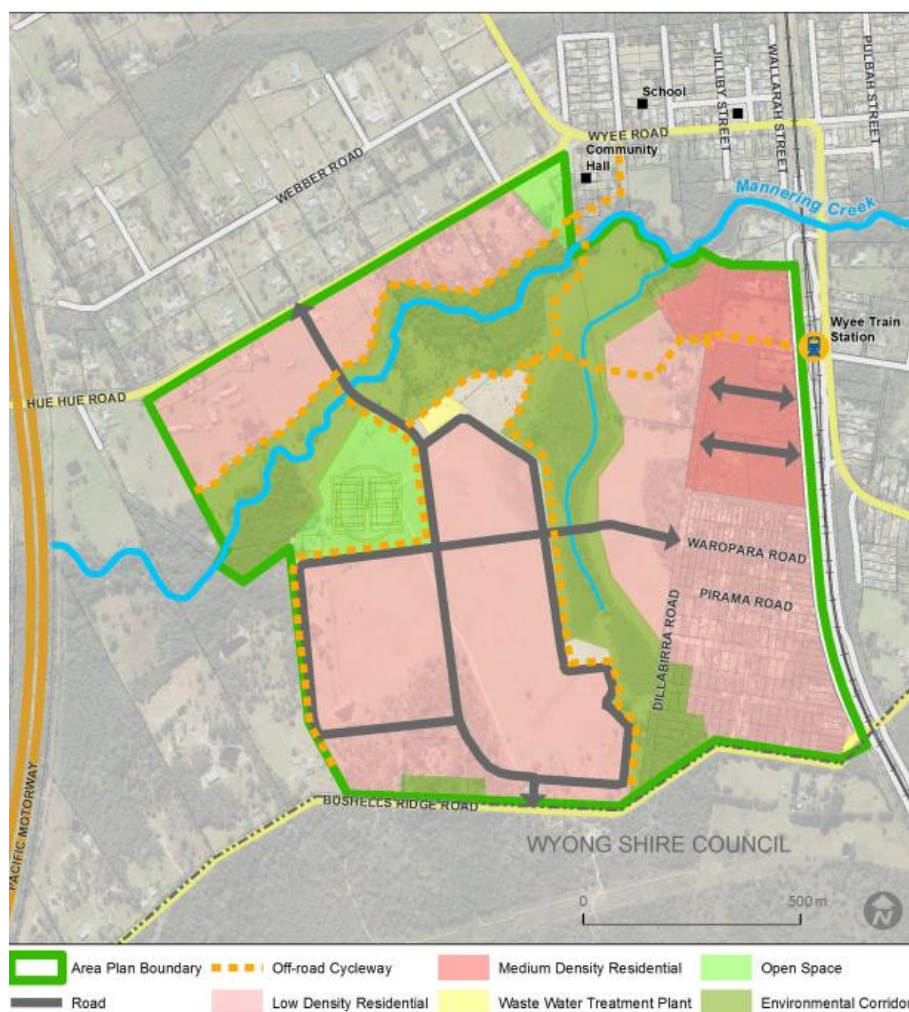 PULBAH STREET
WALLARAH STREET
JILLIBY STREET
School
WYEE ROAD
Community
Hall
WEBBER ROAD
Mannering Creek
Wyee Train
Station
HUE HUE ROAD
WAROPARA ROAD
PIRAMA ROAD
DILLABIRRA ROAD
BUSHELLS RIDGE ROAD
PACIFIC MOTORWAY
WYONG SHIRE COUNCIL
0 500 m
N
Area Plan Boundary
Off-road Cycleway
Medium Density Residential
Open Space
Road
Low Density Residential
Waste Water Treatment Plant
Environmental Corridor